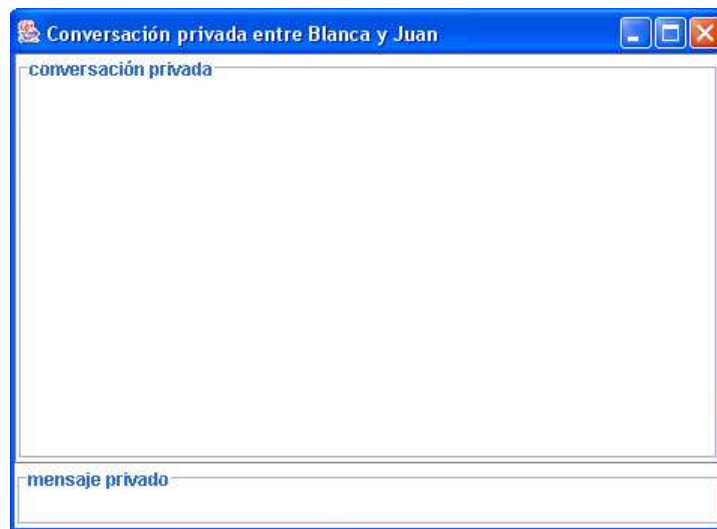 Conversación privada entre Blanca y Juan
conversación privada
mensaje privado